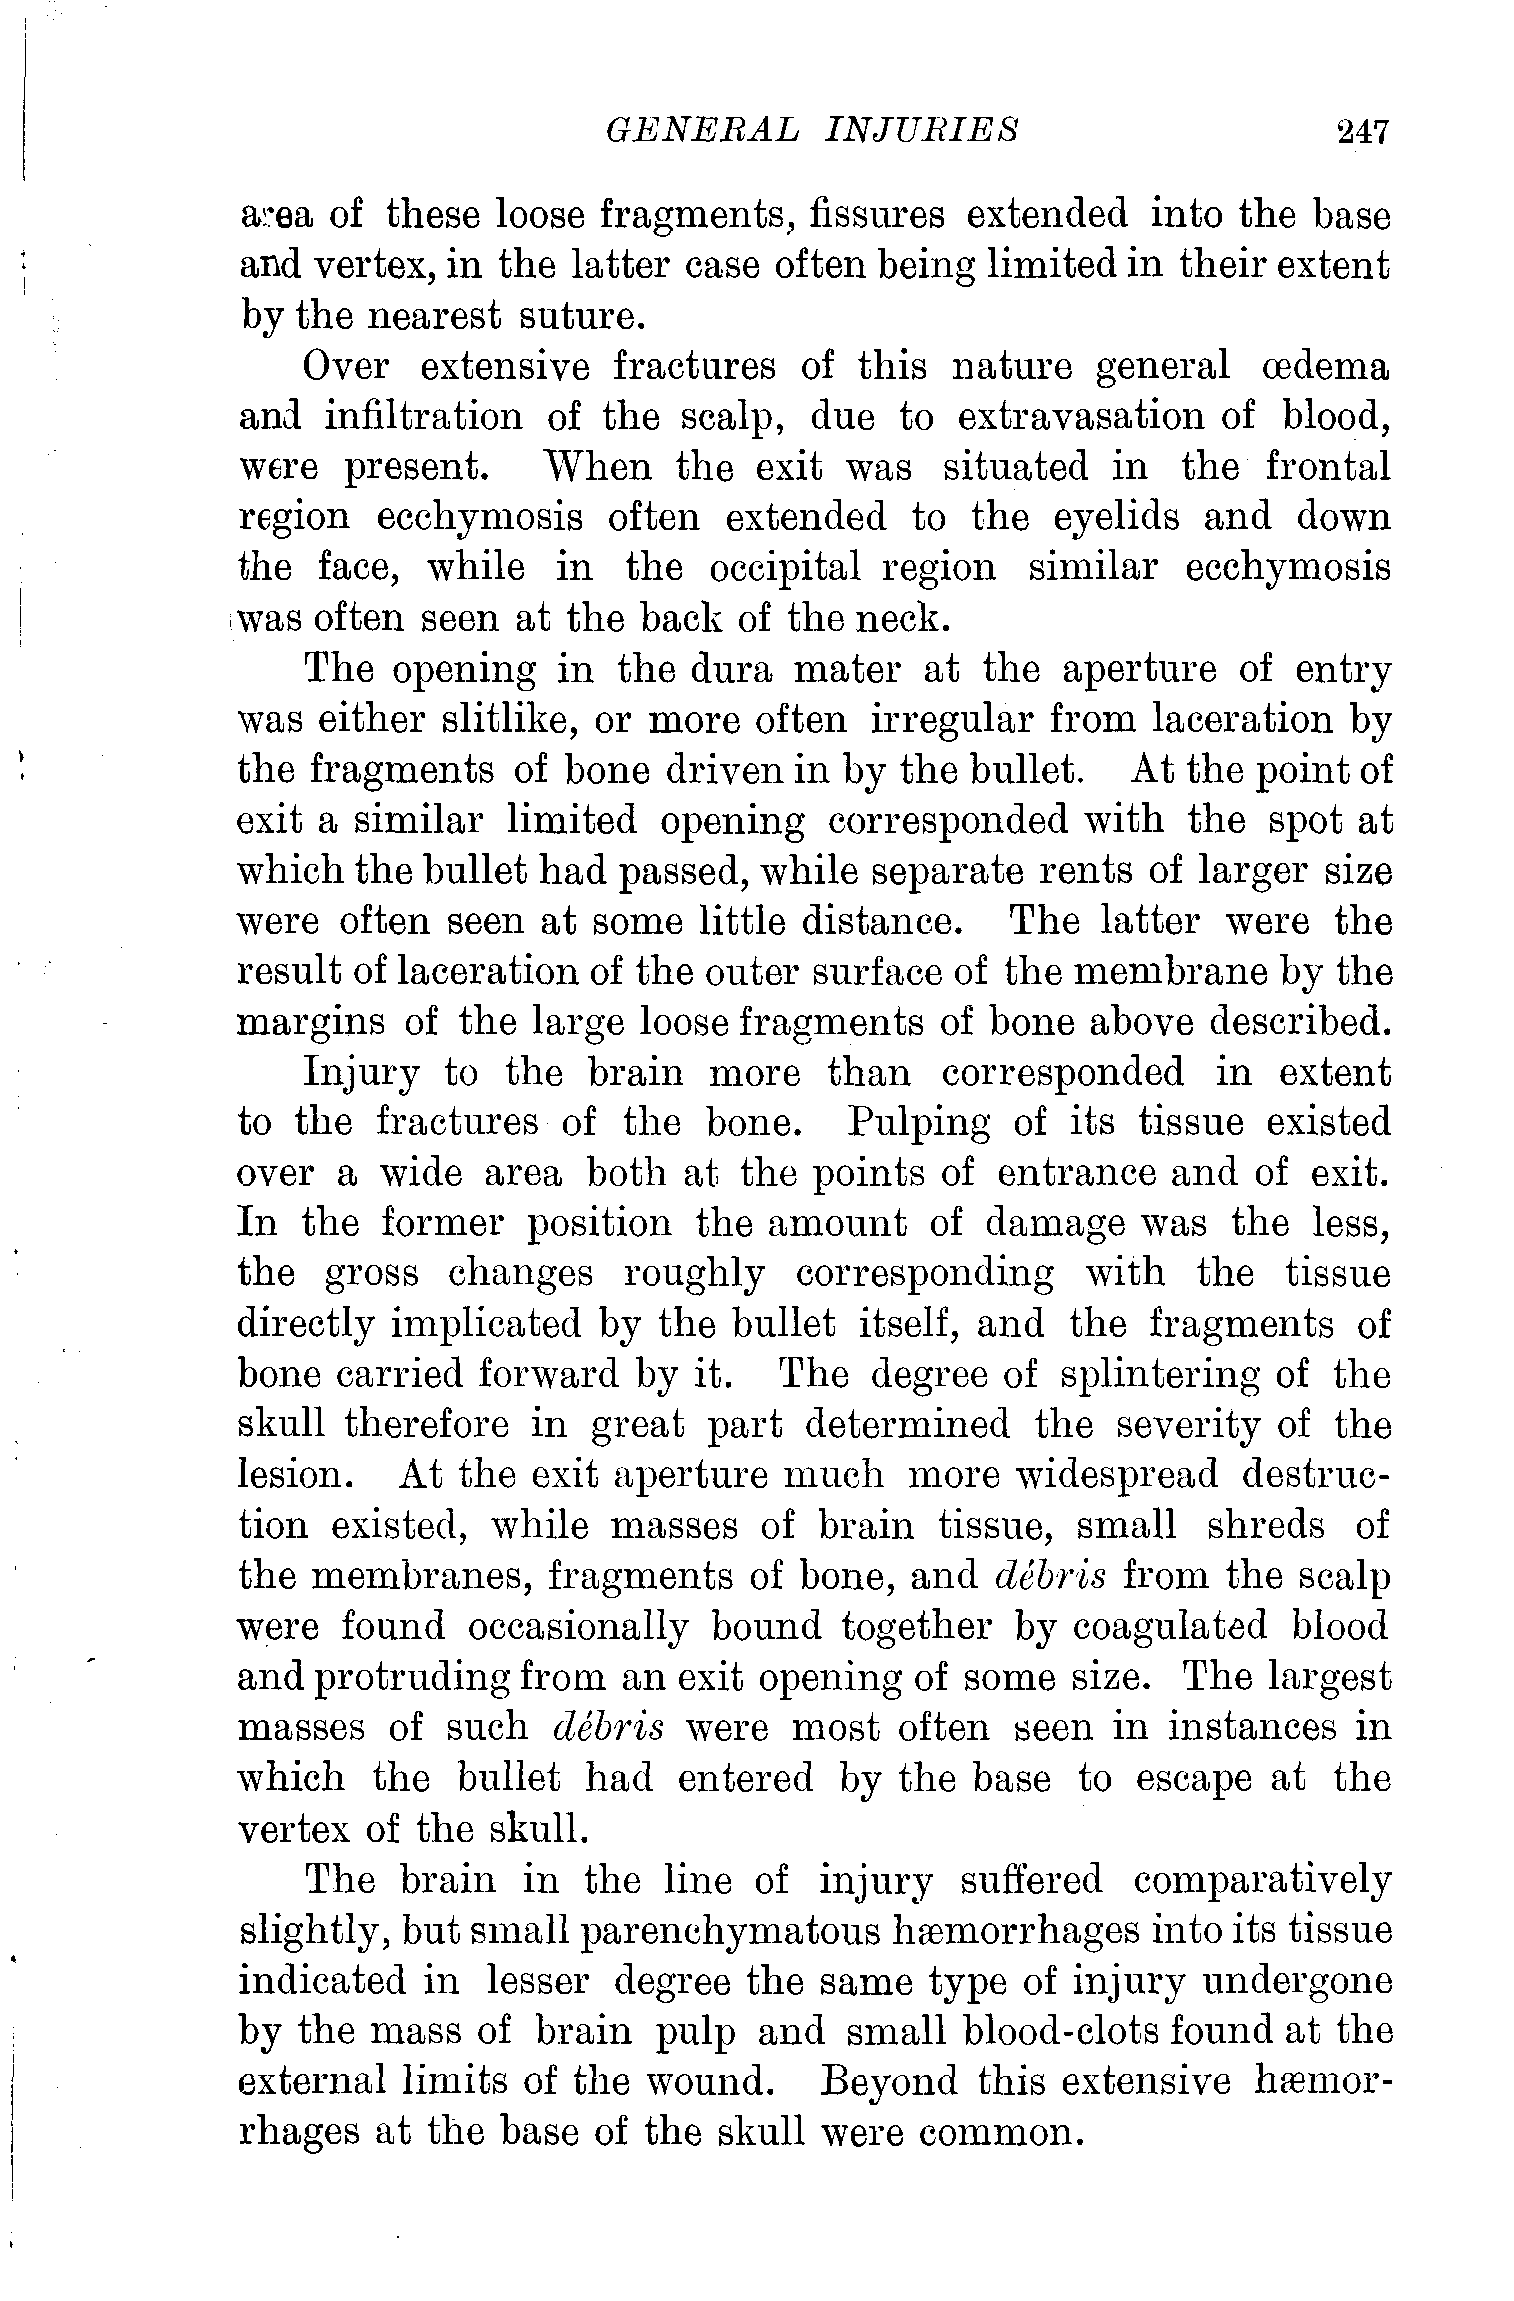 GENERAL INJURIES 247
area of these loose fragments, fissures extended into the base
and vertex, in the latter case often being limited in their extent
by the nearest suture.
Over extensive fractures of this nature general œdema
and infiltration of the scalp, due to extravasation of blood,
were present. When the exit was situated in the frontal
region ecchymosis often extended to the eyelids and down
the face, while in the occipital region similar ecchymosis
was often seen at the back of the neck.
The opening in the dura mater at the aperture of entry
was either slitlike, or more often irregular from laceration by
the fragments of bone driven in by the bullet. At the point of
exit a similar limited opening corresponded with the spot at
which the bullet had passed, while separate rents of larger size
were often seen at some little distance. The latter were the
result of laceration of the outer surface of the membrane by the
margins of the large loose fragments of bone above described.
Injury to the brain more than corresponded in extent
to the fractures of the bone. Pulping of its tissue existed
over a wide area both at the points of entrance and of exit.
In the former position the amount of damage was the less,
the gross changes roughly corresponding with the tissue
directly implicated by the bullet itself, and the fragments of
bone carried forward by it. The degree of splintering of the
skull therefore in great part determined the severity of the
lesion. At the exit aperture much more widespread destruc-
tion existed, while masses of brain tissue, small shreds of
the membranes, fragments of bone, and débris from the scalp
were found occasionally bound together by coagulated blood
and protruding from an exit opening of some size. The largest
masses of such débris were most often seen in instances in
which the bullet had entered by the base to escape at the
vertex of the skull.
The brain in the line of injury suffered comparatively
slightly, but small parenchymatous hæmorrhages into its tissue
indicated in lesser degree the same type of injury undergone
by the mass of brain pulp and small blood-clots found at the
external limits of the wound. Beyond this extensive hæmor-
rhages at the base of the skull were common.